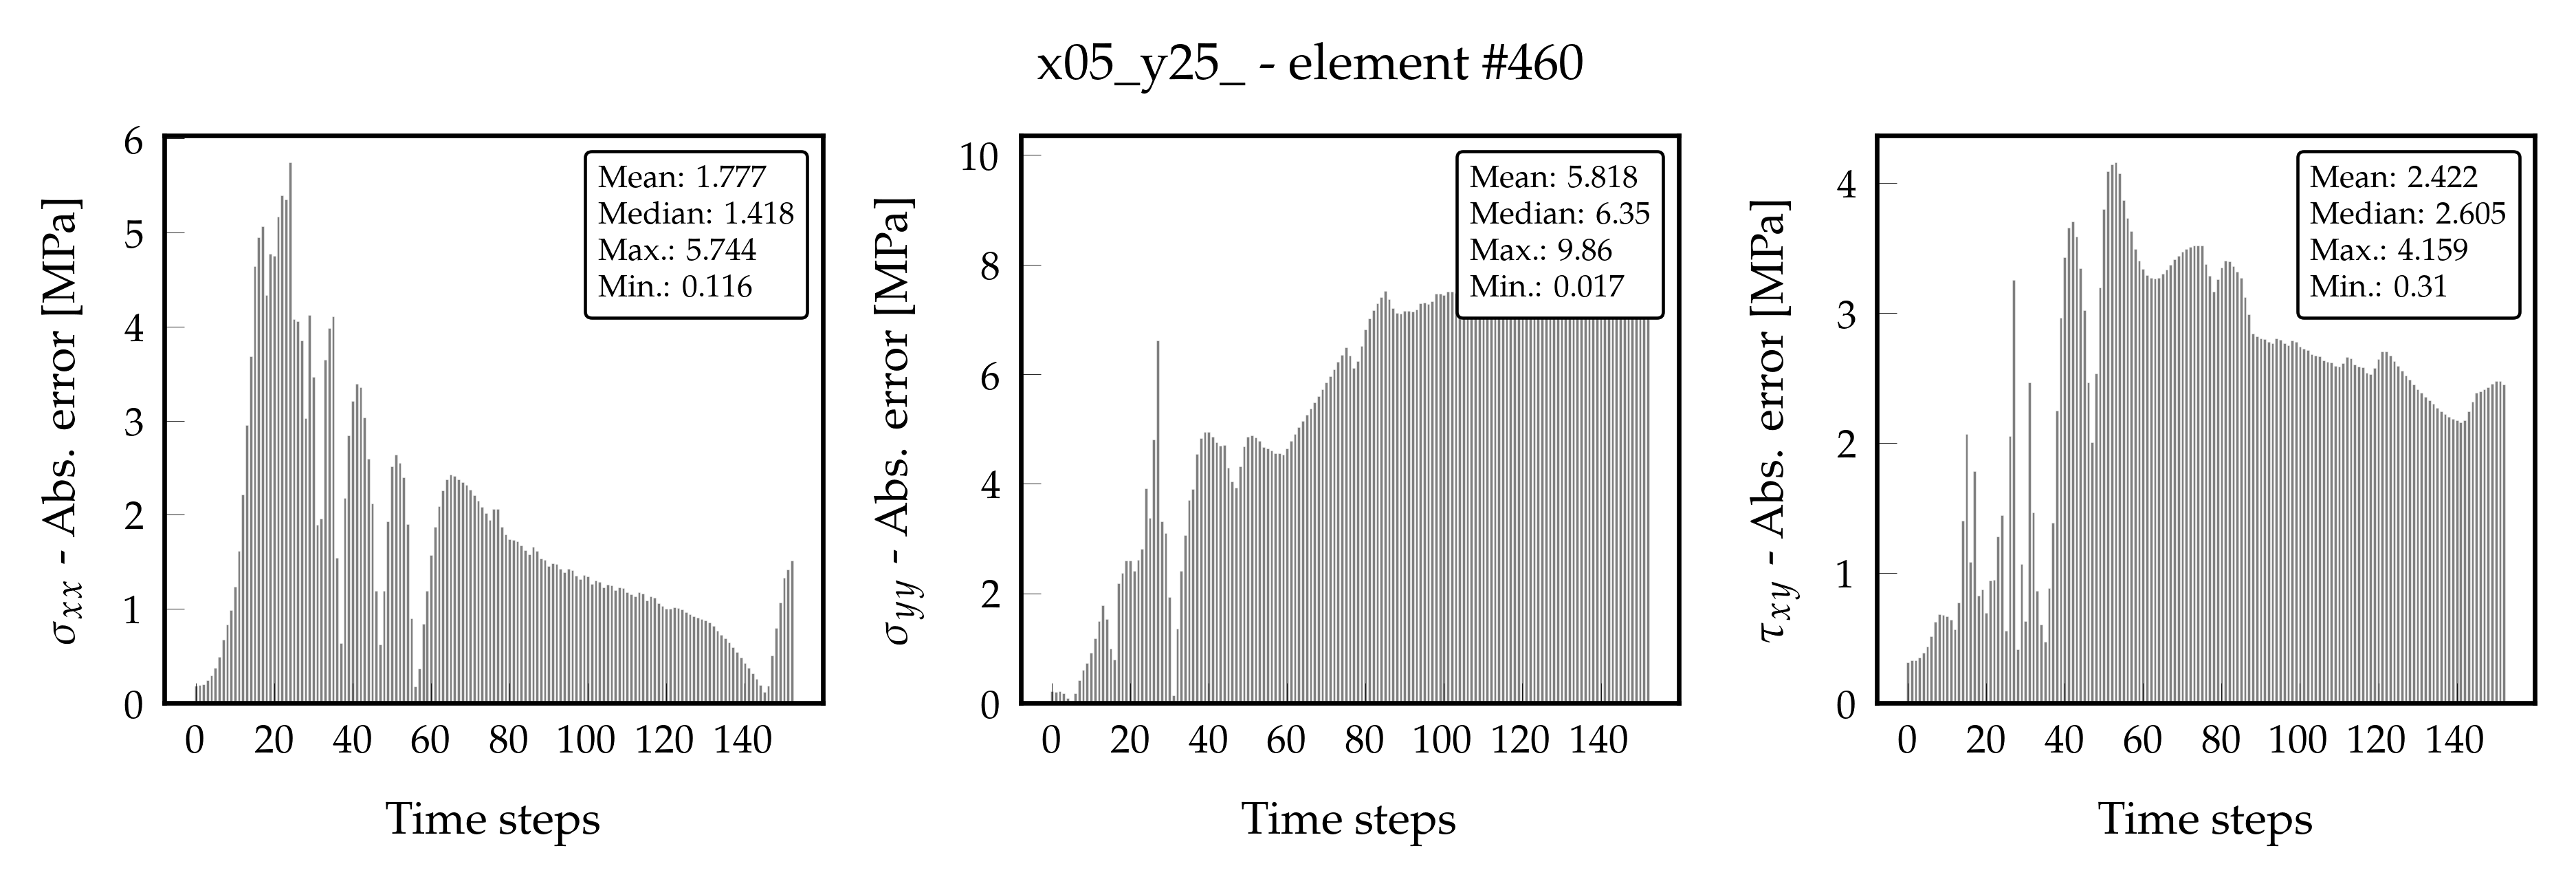 x05_y25_ - element #460
σxx - Abs. error [MPa]
6
5
4
3
2
1
0
Mean: 1.777
Median: 1.418
Max.: 5.744
Min.: 0.116
0 20 40 60 80 100 120 140
Time steps
σyy - Abs. error [MPa]
10
8
6
4
2
0
Mean: 5.818
Median: 6.35
Max.: 9.86
Min.: 0.017
0 20 40 60 80 100 120 140
Time steps
τxy - Abs. error [MPa]
4
3
2
1
0
Mean: 2.422
Median: 2.605
Max.: 4.159
Min.: 0.31
0 20 40 60 80 100 120 140
Time steps